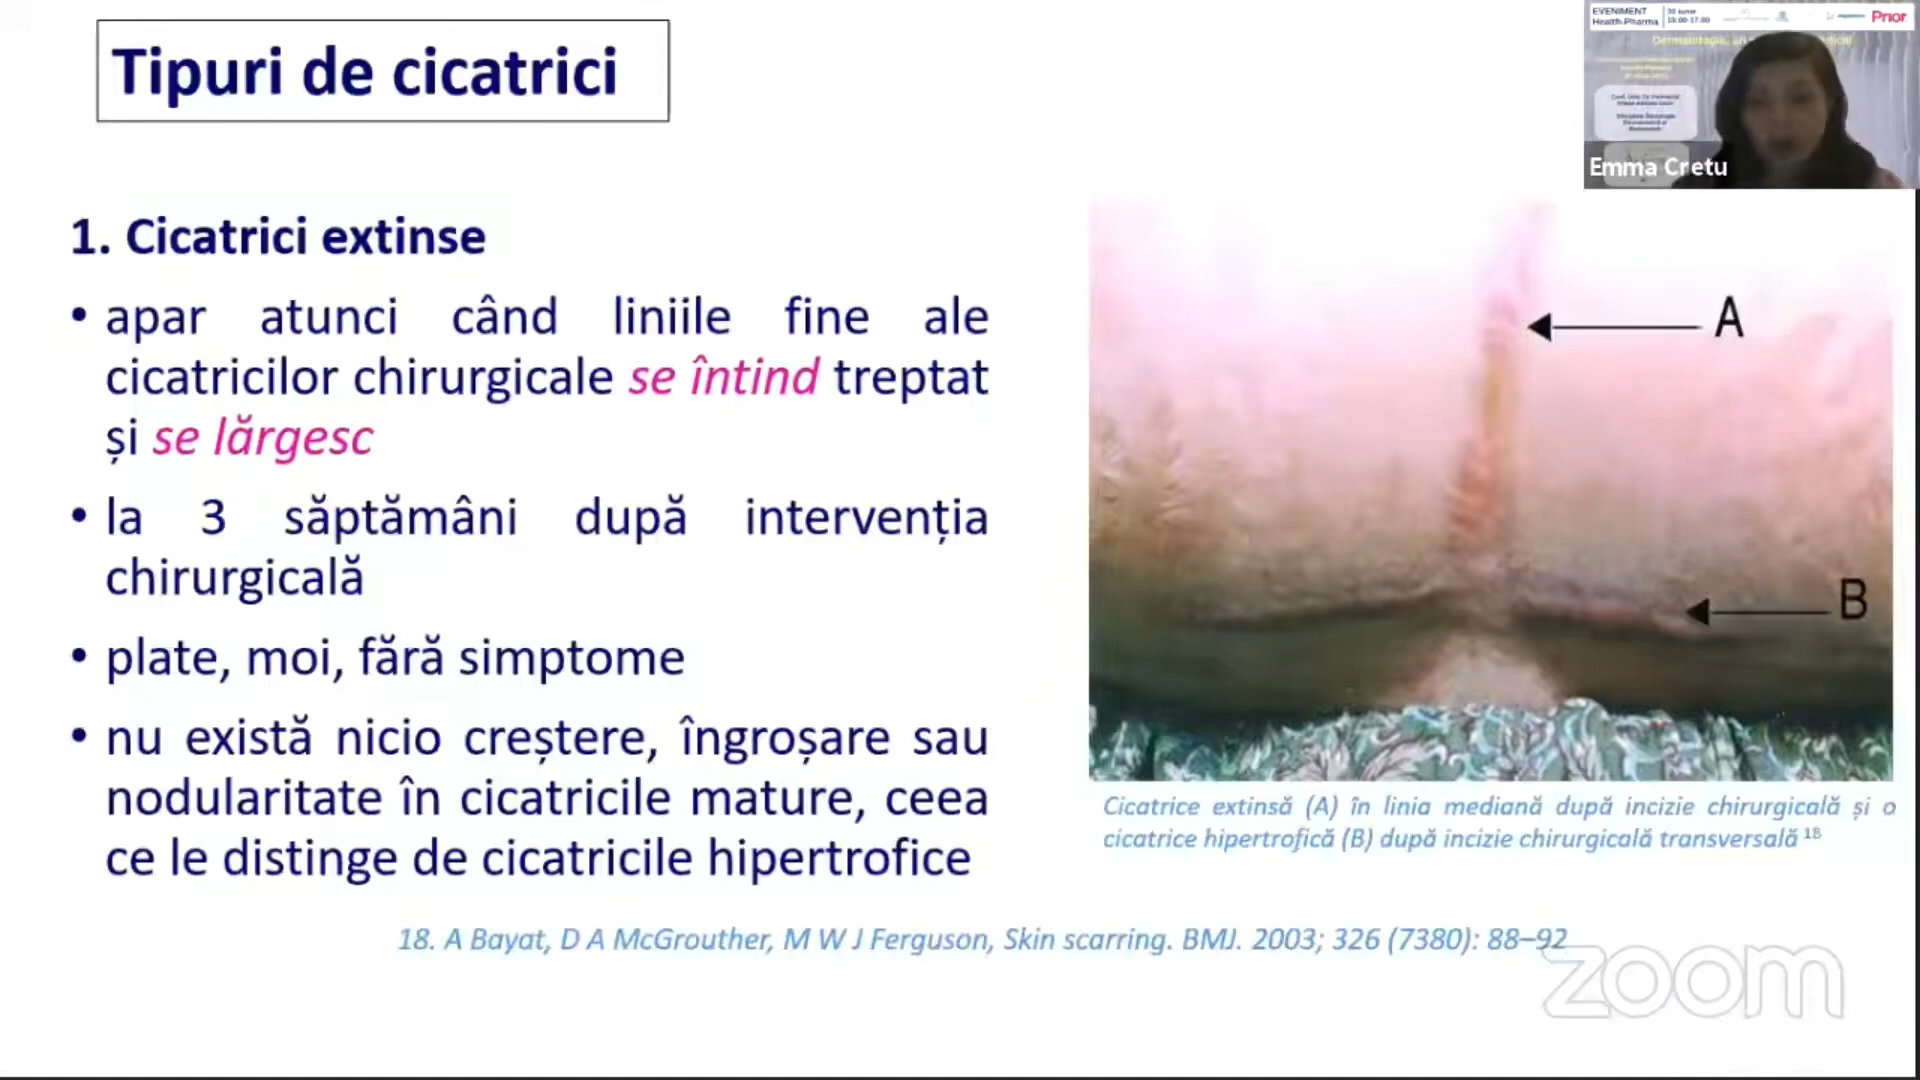 Tipuri de cicatrici
EVENIMENT
Health-Pharma
Prior
Emma Cretu
1. Cicatrici extinse
• apar atunci când liniile fine ale
cicatricilor chirurgicale se întind treptat
și se lărgesc
• la 3 săptămâni după intervenția
chirurgicală
• plate, moi, fără simptome
• nu există nicio creștere, îngroșare sau
nodularitate în cicatricile mature, ceea
ce le distinge de cicatricile hipertrofice
A
B
Cicatrice extinsă (A) în linia mediană după incizie chirurgicală și o
cicatrice hipertrofică (B) după incizie chirurgicală transversală 18
18. A Bayat, D A McGrouther, M W J Ferguson, Skin scarring. BMJ. 2003; 326 (7380): 88–92
zoom